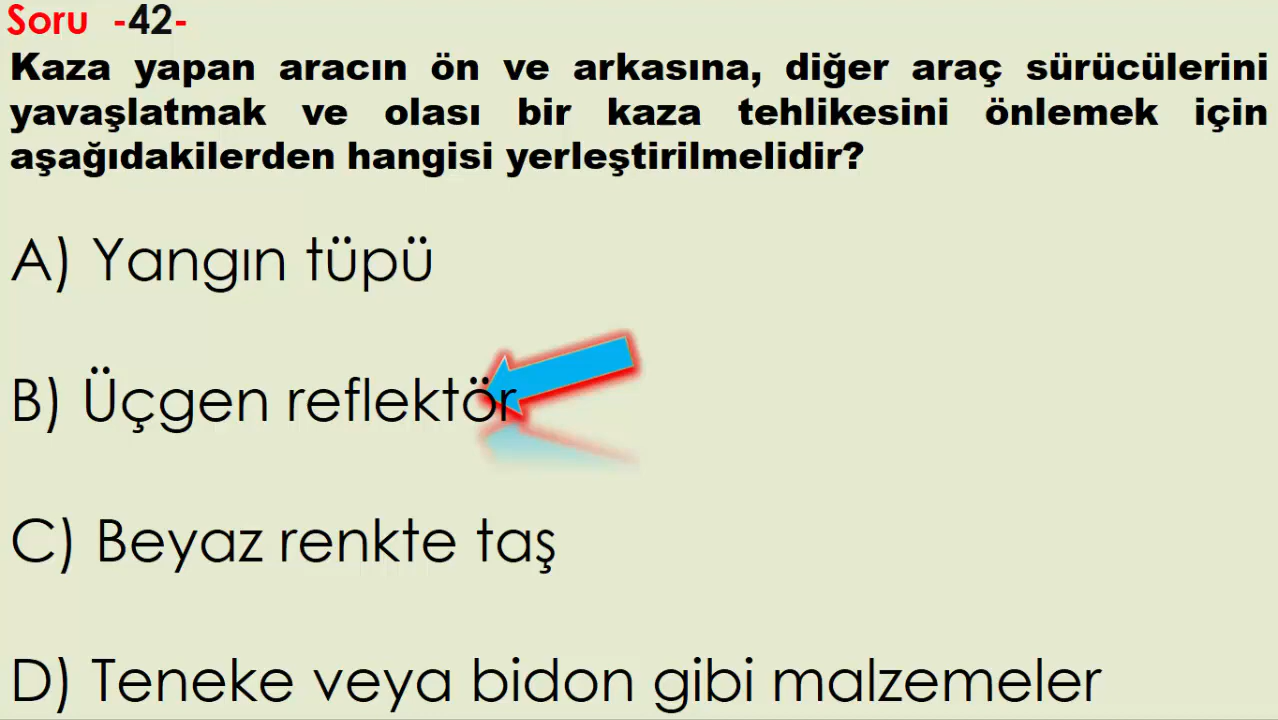 Soru -42-
Kaza yapan aracın ön ve arkasına, diğer araç sürücülerini
yavaşlatmak ve olası bir kaza tehlikesini önlemek için
aşağıdakilerden hangisi yerleştirilmelidir?
A) Yangın tüpü
B) Üçgen reflektör
C) Beyaz renkte taş
D) Teneke veya bidon gibi malzemeler